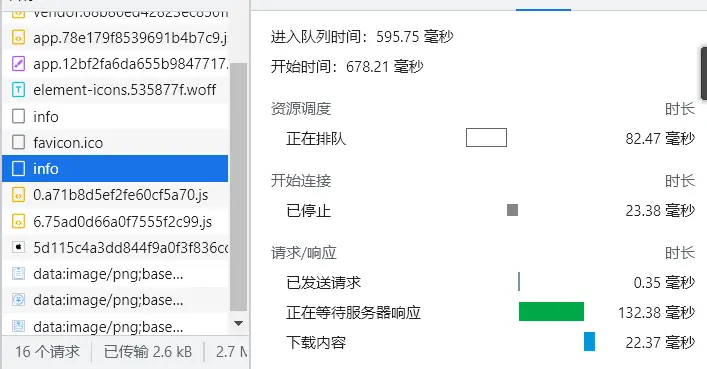 app.78e179f8539691b4b7c9.js
app.12bf2fa6da655b9847717.
element-icons.535877f.woff
info
favicon.ico
info
0.a71b8d5ef2fe60cf5a70.js
6.75ad0d66a0f7555f2c99.js
5d115c4a3dd844f9a0f3f836cc
data:image/png;base...
data:image/png;base...
data:image/png;base...
16 个请求 已传输 2.6 kB 2.7 M
进入队列时间：595.75 毫秒
开始时间：678.21 毫秒
资源调度 时长
正在排队 82.47 毫秒
开始连接 时长
已停止 23.38 毫秒
请求/响应 时长
已发送请求 0.35 毫秒
正在等待服务器响应 132.38 毫秒
下载内容 22.37 毫秒